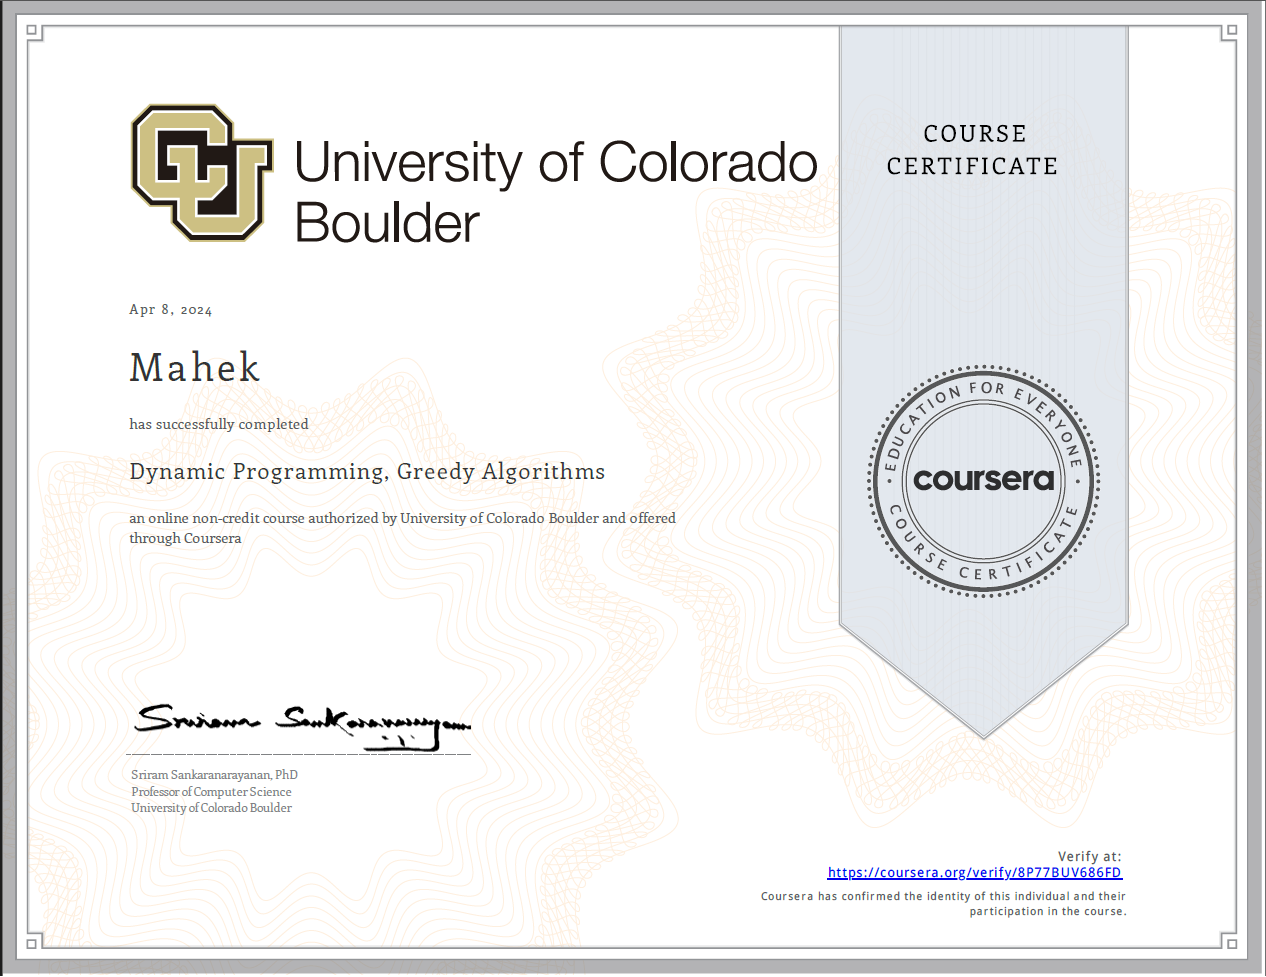 CU
University of Colorado
Boulder
COURSE
CERTIFICATE
Apr 8, 2024
Mahek
has successfully completed
Dynamic Programming, Greedy Algorithms
an online non-credit course authorized by University of Colorado Boulder and offered
through Coursera
EDUCATION FOR EVERYONE
coursera
COURSE CERTIFICATE
Sriram Sankaranarayanan
Sriram Sankaranarayanan, PhD
Professor of Computer Science
University of Colorado Boulder
Verify at:
https://coursera.org/verify/8P77BUV686FD
Coursera has confirmed the identity of this individual and their
participation in the course.